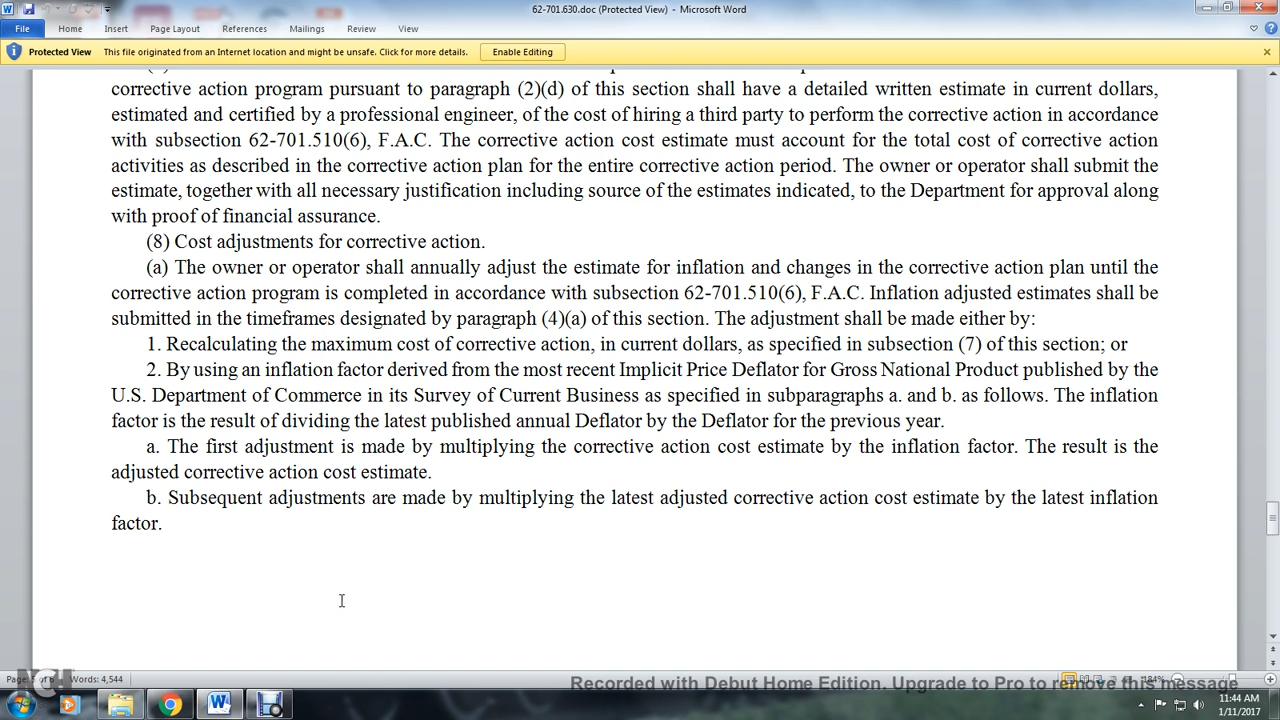 62-701.630.doc (Protected View) - Microsoft Word
File Home Insert Page Layout References Mailings Review View
Protected View This file originated from an Internet location and might be unsafe. Click for more details. Enable Editing
corrective action program pursuant to paragraph (2)(d) of this section shall have a detailed written estimate in current dollars,
estimated and certified by a professional engineer, of the cost of hiring a third party to perform the corrective action in accordance
with subsection 62-701.510(6), F.A.C. The corrective action cost estimate must account for the total cost of corrective action
activities as described in the corrective action plan for the entire corrective action period. The owner or operator shall submit the
estimate, together with all necessary justification including source of the estimates indicated, to the Department for approval along
with proof of financial assurance.
(8) Cost adjustments for corrective action.
(a) The owner or operator shall annually adjust the estimate for inflation and changes in the corrective action plan until the
corrective action program is completed in accordance with subsection 62-701.510(6), F.A.C. Inflation adjusted estimates shall be
submitted in the timeframes designated by paragraph (4)(a) of this section. The adjustment shall be made either by:
1. Recalculating the maximum cost of corrective action, in current dollars, as specified in subsection (7) of this section; or
2. By using an inflation factor derived from the most recent Implicit Price Deflator for Gross National Product published by the
U.S. Department of Commerce in its Survey of Current Business as specified in subparagraphs a. and b. as follows. The inflation
factor is the result of dividing the latest published annual Deflator by the Deflator for the previous year.
a. The first adjustment is made by multiplying the corrective action cost estimate by the inflation factor. The result is the
adjusted corrective action cost estimate.
b. Subsequent adjustments are made by multiplying the latest adjusted corrective action cost estimate by the latest inflation
factor.
Page: 5 of 6 Words: 4,544 184%
NCH
Recorded with Debut Home Edition. Upgrade to Pro to remove this message
11:44 AM
1/11/2017